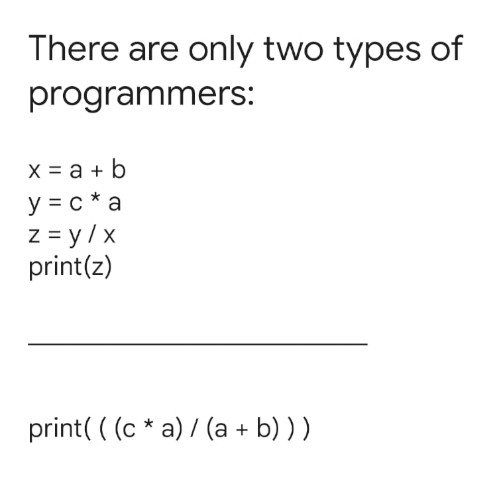 There are only two types of
programmers:
x = a + b
y = c * a
z = y / x
print(z)
print( ( (c * a) / (a + b) ) )